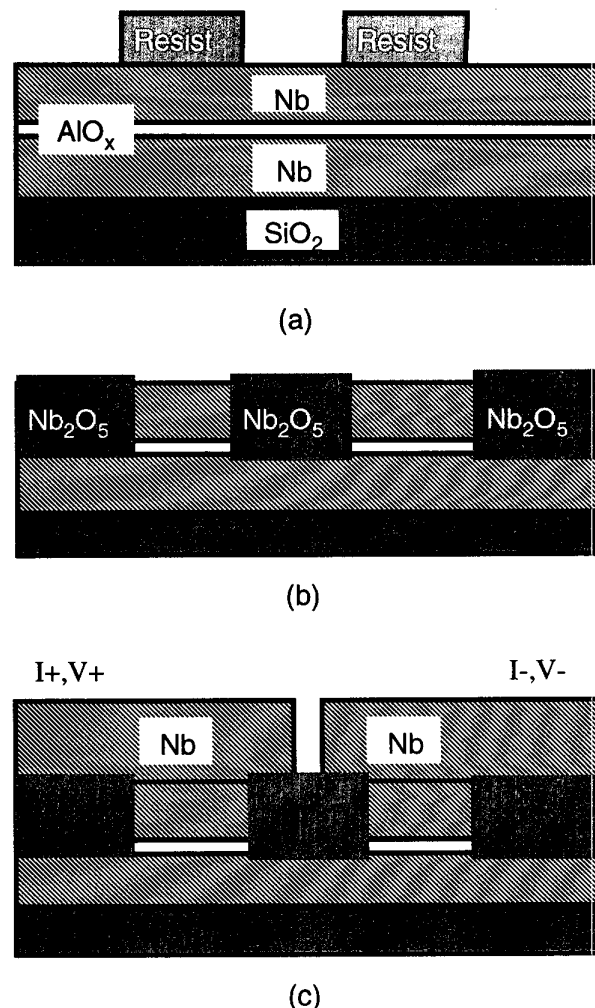 Resist Resist
Nb
AlOₓ
Nb
SiO₂
(a)
Nb₂O₅ Nb₂O₅ Nb₂O₅
(b)
I+,V+ I-,V-
Nb Nb
(c)